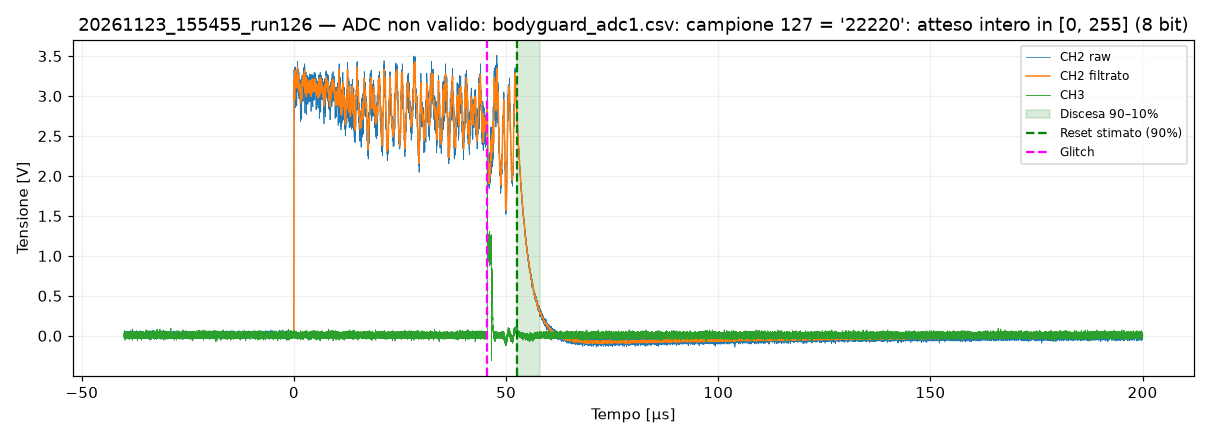 20261123_155455_run126 — ADC non valido: bodyguard_adc1.csv: campione 127 = '22220': atteso intero in [0, 255] (8 bit)
CH2 raw
CH2 filtrato
CH3
Discesa 90–10%
Reset stimato (90%)
Glitch
Tensione [V]
3.5
3.0
2.5
2.0
1.5
1.0
0.5
0.0
−50
0
50
100
150
200
Tempo [µs]